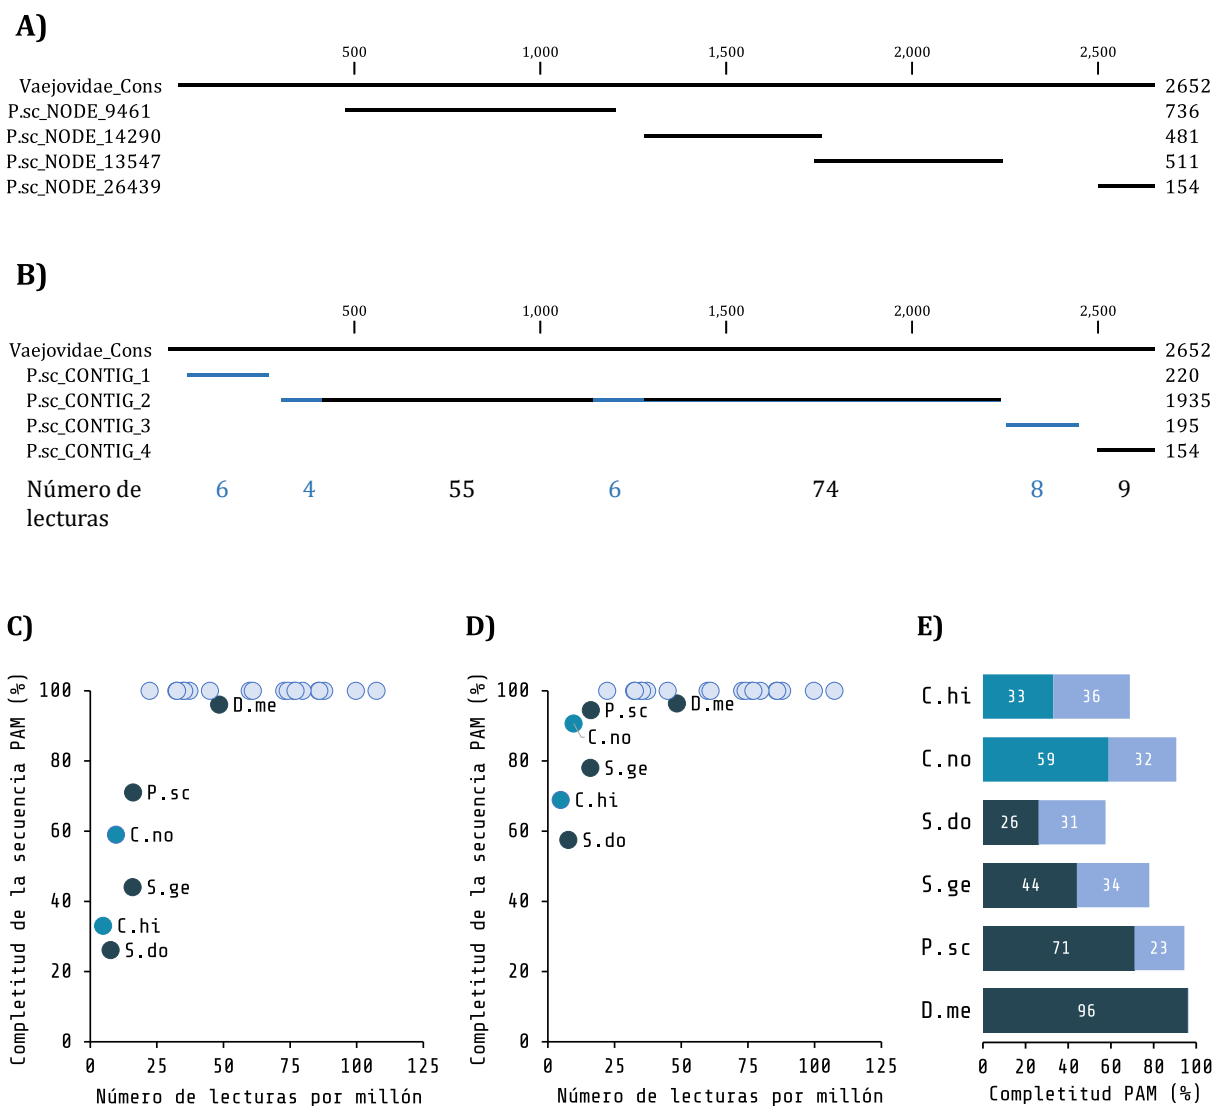 A)
500 1,000 1,500 2,000 2,500
Vaejovidae_Cons 2652
P.sc_NODE_9461 736
P.sc_NODE_14290 481
P.sc_NODE_13547 511
P.sc_NODE_26439 154
B)
500 1,000 1,500 2,000 2,500
Vaejovidae_Cons 2652
P.sc_CONTIG_1 220
P.sc_CONTIG_2 1935
P.sc_CONTIG_3 195
P.sc_CONTIG_4 154
Número de 6 4 55 6 74 8 9
lecturas
C)
Completitud de la secuencia PAM (%)
100
80
60
40
20
0
D.me
P.sc
C.no
S.ge
C.hi
S.do
0 25 50 75 100 125
Número de lecturas por millón
D)
Completitud de la secuencia PAM (%)
100
80
60
40
20
0
P.sc
D.me
C.no
S.ge
C.hi
S.do
0 25 50 75 100 125
Número de lecturas por millón
E)
C.hi 33 36
C.no 59 32
S.do 26 31
S.ge 44 34
P.sc 71 23
D.me 96
0 20 40 60 80 100
Completitud PAM (%)